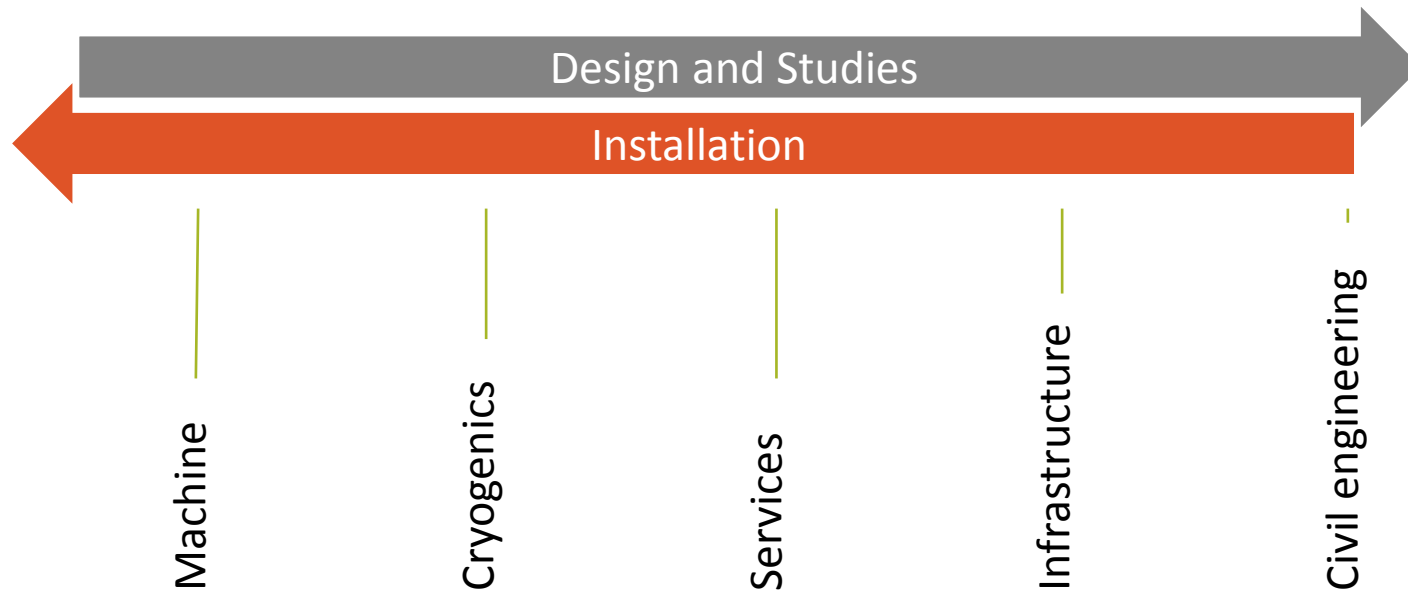 Design and Studies
Installation
Machine
Cryogenics
Services
Infrastructure
Civil engineering